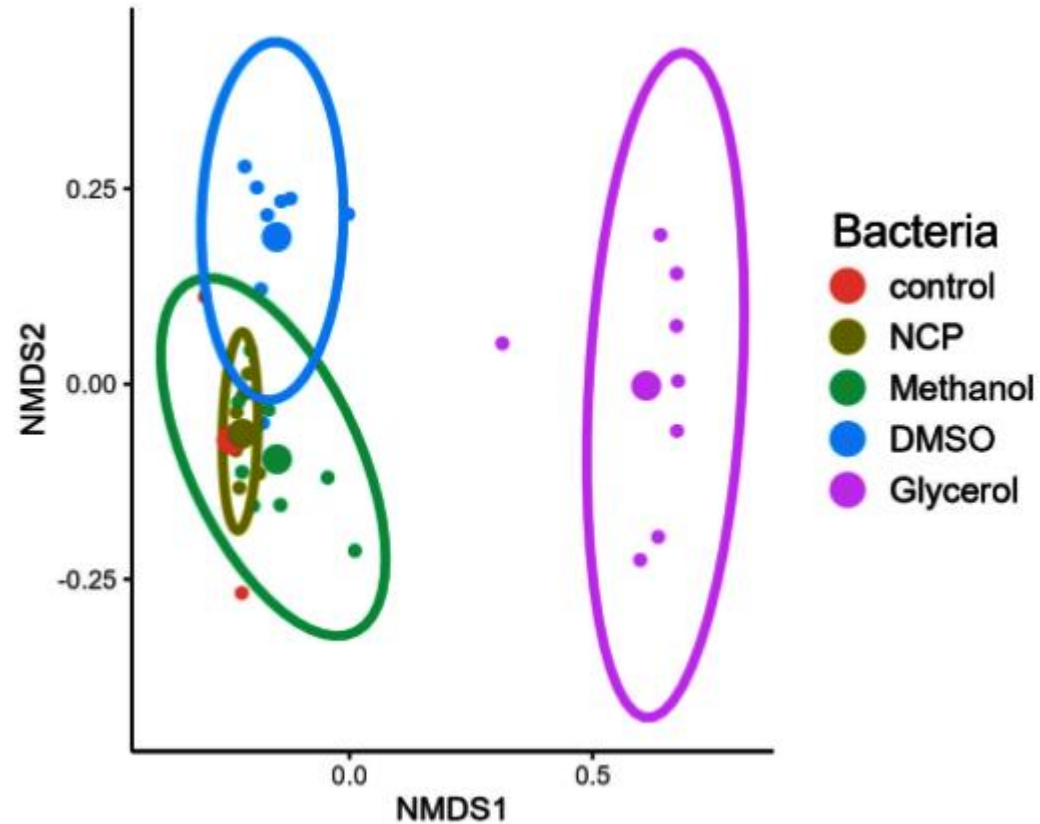 0.25
0.00
-0.25
NMDS2
0.0
0.5
NMDS1
Bacteria
control
NCP
Methanol
DMSO
Glycerol